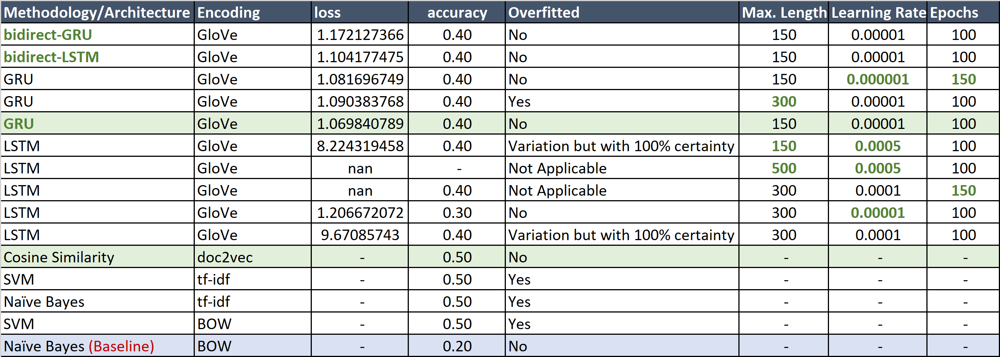 Methodology/Architecture Encoding loss accuracy Overfitted Max. Length Learning Rate Epochs
bidirect-GRU GloVe 1.172127366 0.40 No 150 0.00001 100
bidirect-LSTM GloVe 1.104177475 0.40 No 150 0.00001 100
GRU GloVe 1.081696749 0.40 No 150 0.000001 150
GRU GloVe 1.090383768 0.40 Yes 300 0.00001 100
GRU GloVe 1.069840789 0.40 No 150 0.00001 100
LSTM GloVe 8.224319458 0.40 Variation but with 100% certainty 150 0.0005 100
LSTM GloVe nan - Not Applicable 500 0.0005 100
LSTM GloVe nan 0.40 Not Applicable 300 0.0001 150
LSTM GloVe 1.206672072 0.30 No 300 0.00001 100
LSTM GloVe 9.67085743 0.40 Variation but with 100% certainty 300 0.0001 100
Cosine Similarity doc2vec - 0.50 No - - -
SVM tf-idf - 0.50 Yes - - -
Naïve Bayes tf-idf - 0.50 Yes - - -
SVM BOW - 0.50 Yes - - -
Naïve Bayes (Baseline) BOW - 0.20 No - - -